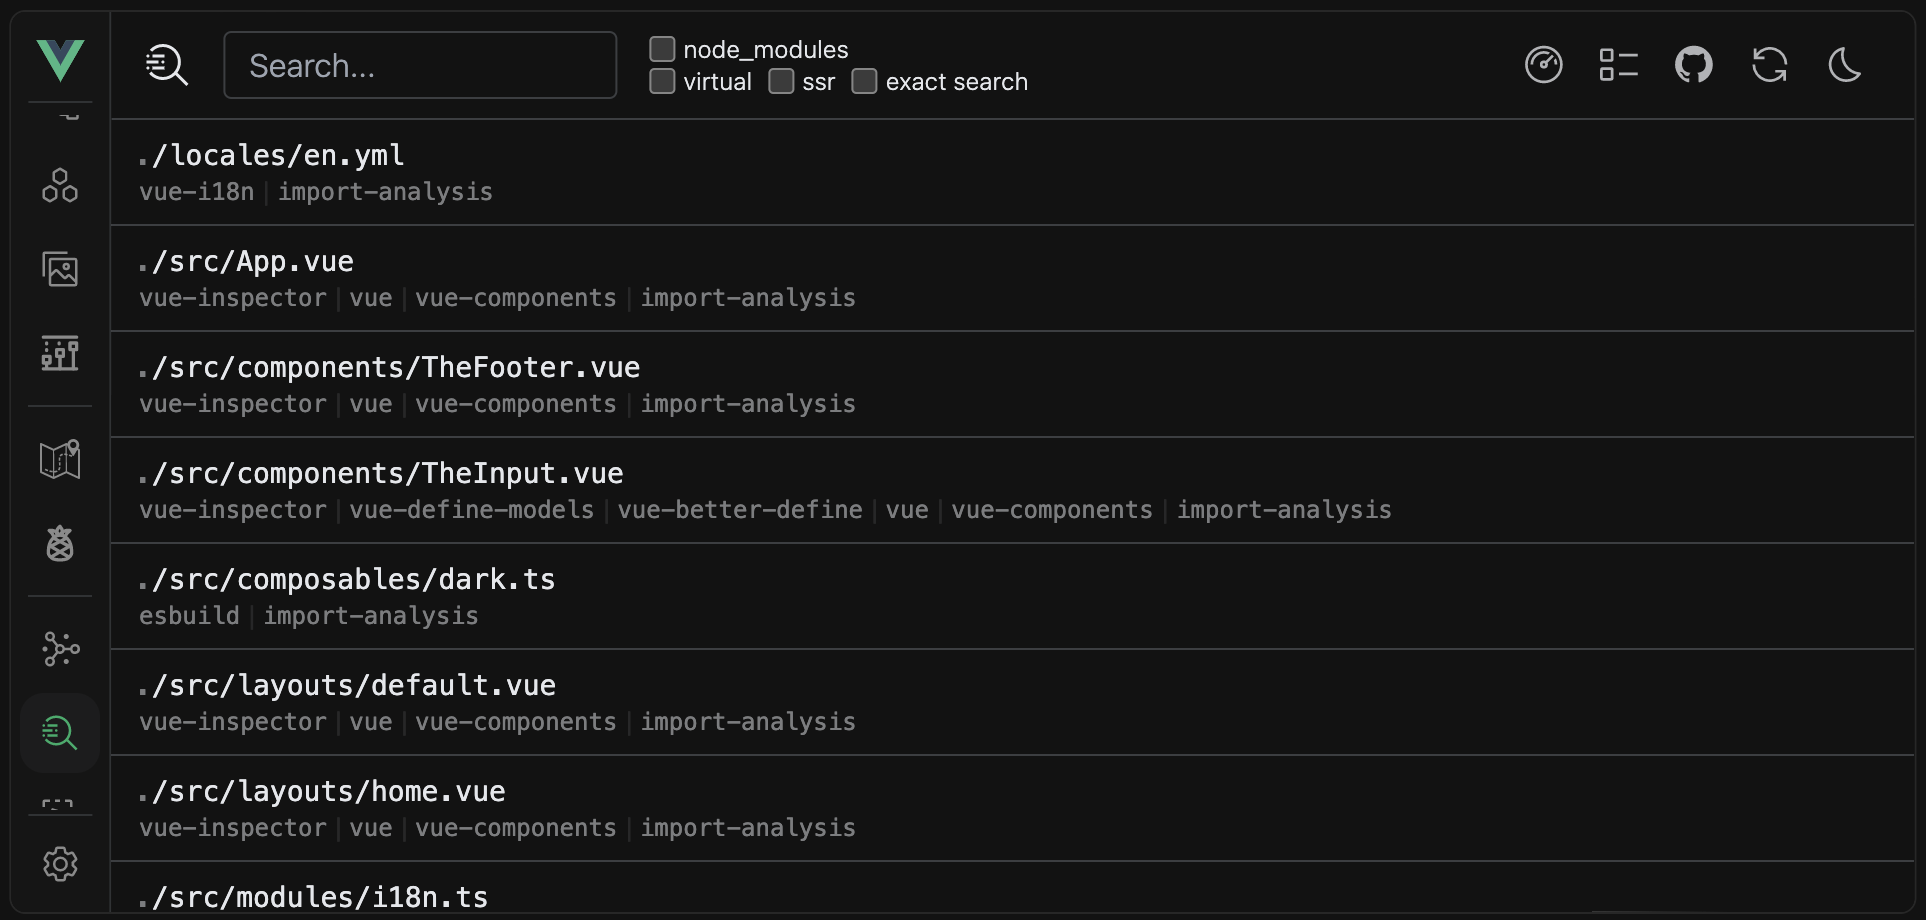 Search...
node_modules
virtual ssr exact search
./locales/en.yml
vue-i18n | import-analysis
./src/App.vue
vue-inspector | vue | vue-components | import-analysis
./src/components/TheFooter.vue
vue-inspector | vue | vue-components | import-analysis
./src/components/TheInput.vue
vue-inspector | vue-define-models | vue-better-define | vue | vue-components | import-analysis
./src/composables/dark.ts
esbuild | import-analysis
./src/layouts/default.vue
vue-inspector | vue | vue-components | import-analysis
./src/layouts/home.vue
vue-inspector | vue | vue-components | import-analysis
./src/modules/i18n.ts